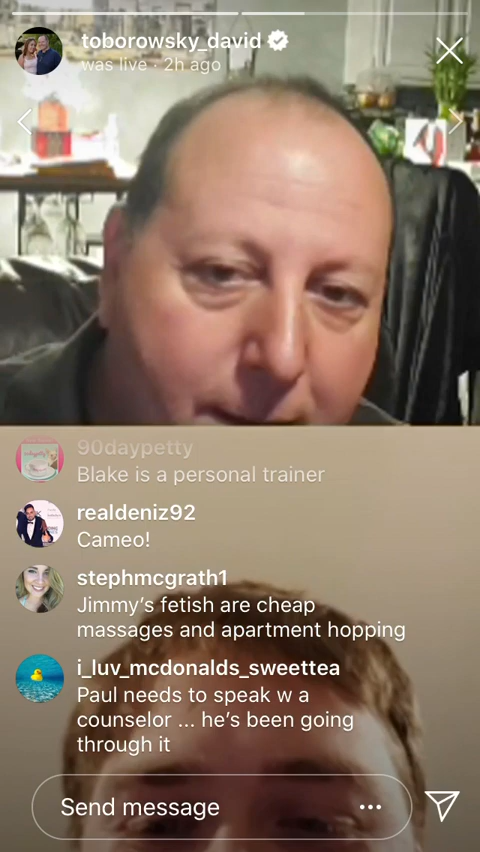 toborowsky_david
was live · 2h ago
90daypetty
Blake is a personal trainer
realdeniz92
Cameo!
stephmcgrath1
Jimmy’s fetish are cheap
massages and apartment hopping
i_luv_mcdonalds_sweettea
Paul needs to speak w a
counselor ... he’s been going
through it
Send message